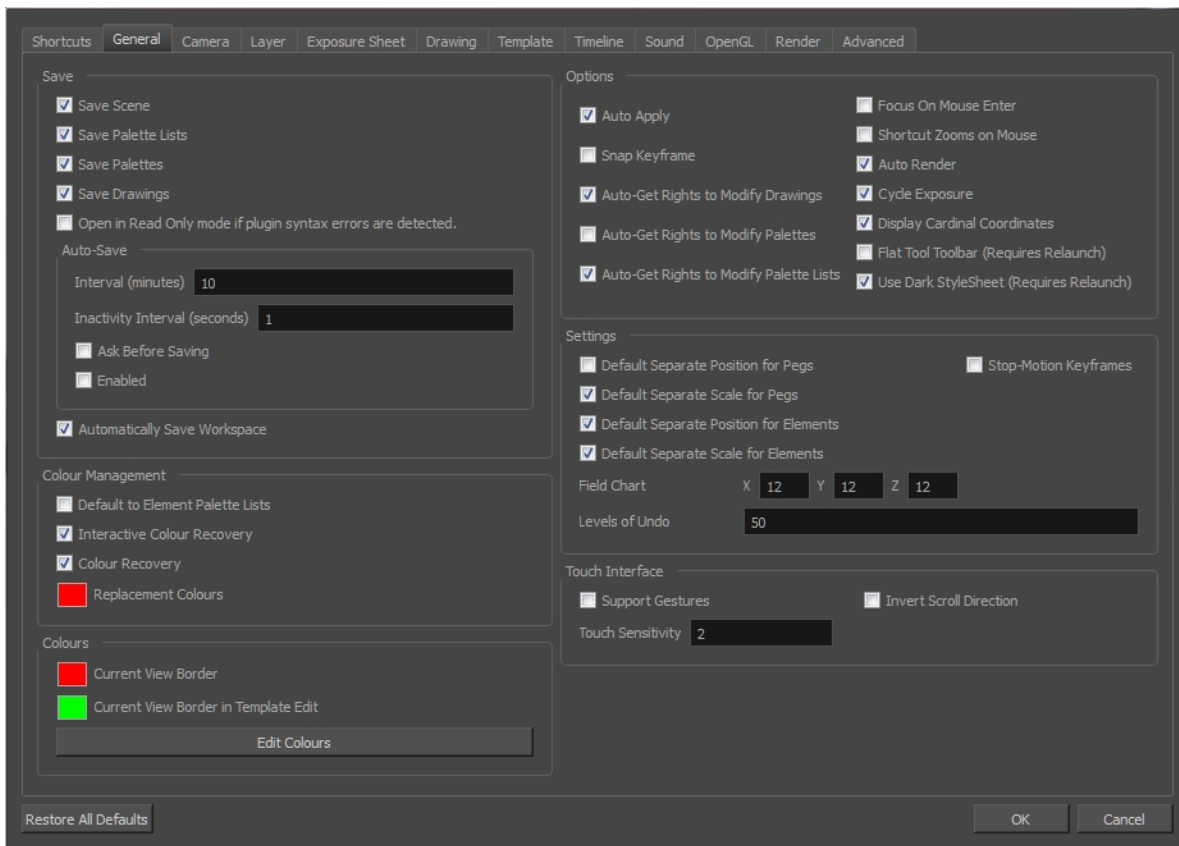 Shortcuts General Camera Layer Exposure Sheet Drawing Template Timeline Sound OpenGL Render Advanced
Save
Save Scene
Save Palette Lists
Save Palettes
Save Drawings
Open in Read Only mode if plugin syntax errors are detected.
Auto-Save
Interval (minutes) 10
Inactivity Interval (seconds) 1
Ask Before Saving
Enabled
Automatically Save Workspace
Colour Management
Default to Element Palette Lists
Interactive Colour Recovery
Colour Recovery
Replacement Colours
Colours
Current View Border
Current View Border in Template Edit
Edit Colours
Options
Auto Apply
Snap Keyframe
Auto-Get Rights to Modify Drawings
Auto-Get Rights to Modify Palettes
Auto-Get Rights to Modify Palette Lists
Focus On Mouse Enter
Shortcut Zooms on Mouse
Auto Render
Cycle Exposure
Display Cardinal Coordinates
Flat Tool Toolbar (Requires Relaunch)
Use Dark StyleSheet (Requires Relaunch)
Settings
Default Separate Position for Pegs Stop-Motion Keyframes
Default Separate Scale for Pegs
Default Separate Position for Elements
Default Separate Scale for Elements
Field Chart X 12 Y 12 Z 12
Levels of Undo 50
Touch Interface
Support Gestures Invert Scroll Direction
Touch Sensitivity 2
Restore All Defaults OK Cancel